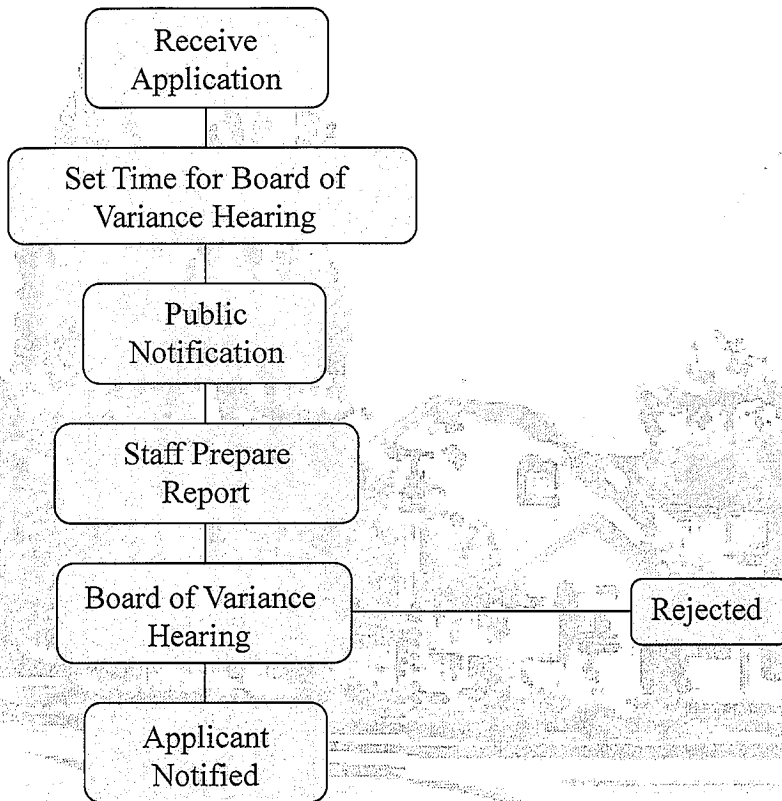 Receive
Application
Set Time for Board of
Variance Hearing
Public
Notification
Staff Prepare
Report
Board of Variance
Hearing
Rejected
Applicant
Notified